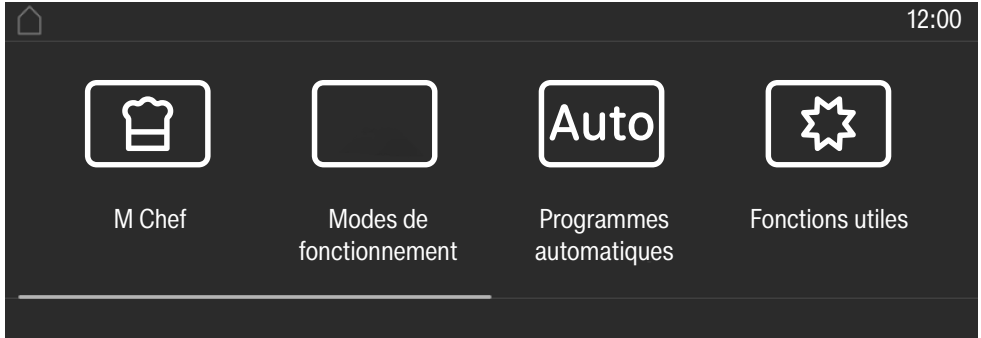 12:00
Auto
M Chef
Modes de
fonctionnement
Programmes
automatiques
Fonctions utiles